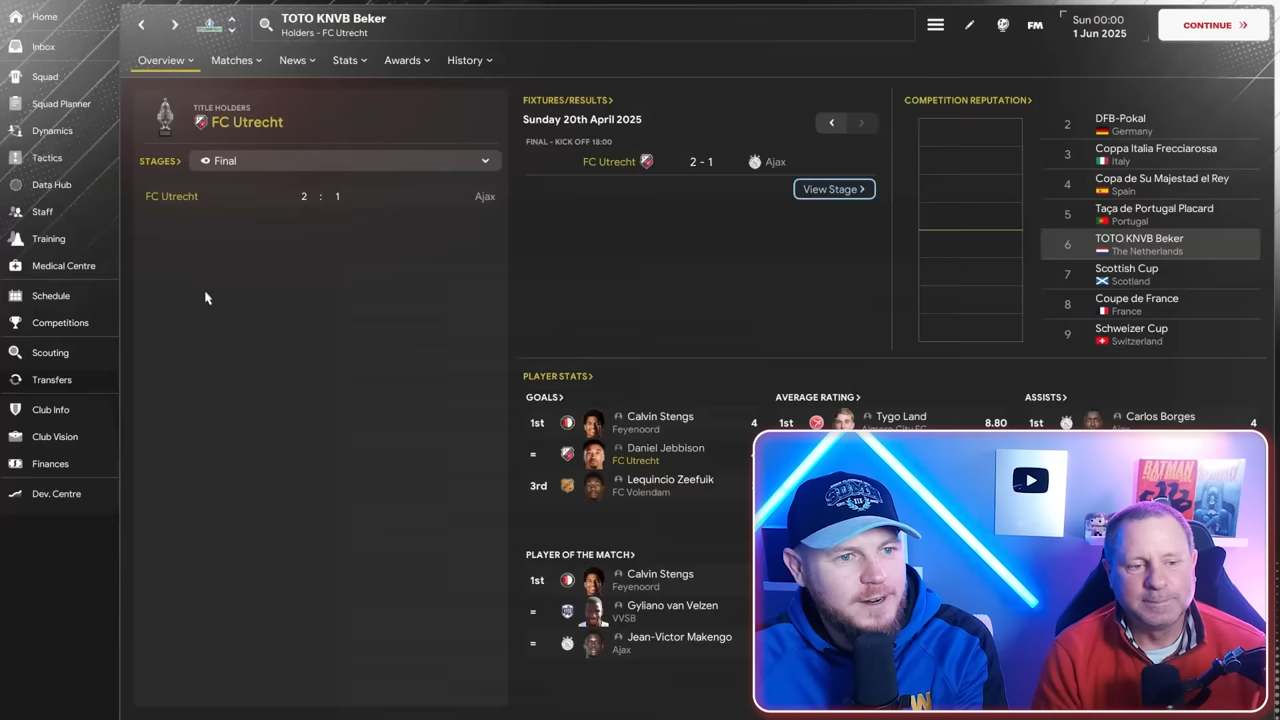 Home
Inbox
Squad
Squad Planner
Dynamics
Tactics
Data Hub
Staff
Training
Medical Centre
Schedule
Competitions
Scouting
Transfers
Club Info
Club Vision
Finances
Dev. Centre
TOTO KNVB Beker
Holders - FC Utrecht
FM
Sun 00:00
1 Jun 2025
CONTINUE
Overview
Matches
News
Stats
Awards
History
TITLE HOLDERS
FC Utrecht
STAGES
Final
FC Utrecht 2 : 1 Ajax
FIXTURES/RESULTS
Sunday 20th April 2025
FINAL - KICK OFF 18:00
FC Utrecht 2 - 1 Ajax
View Stage
COMPETITION REPUTATION
2 DFB-Pokal
Germany
3 Coppa Italia Frecciarossa
Italy
4 Copa de Su Majestad el Rey
Spain
5 Taça de Portugal Placard
Portugal
6 TOTO KNVB Beker
The Netherlands
7 Scottish Cup
Scotland
8 Coupe de France
France
9 Schweizer Cup
Switzerland
PLAYER STATS
GOALS
1st Calvin Stengs 4
Feyenoord
= Daniel Jebbison
FC Utrecht
3rd Lequincio Zeefuik
FC Volendam
AVERAGE RATING
1st Tygo Land 8.80
ASSISTS
1st Carlos Borges 4
Ajax
PLAYER OF THE MATCH
1st Calvin Stengs
Feyenoord
= Gyliano van Velzen
VVSB
= Jean-Victor Makengo
Ajax
BATMAN